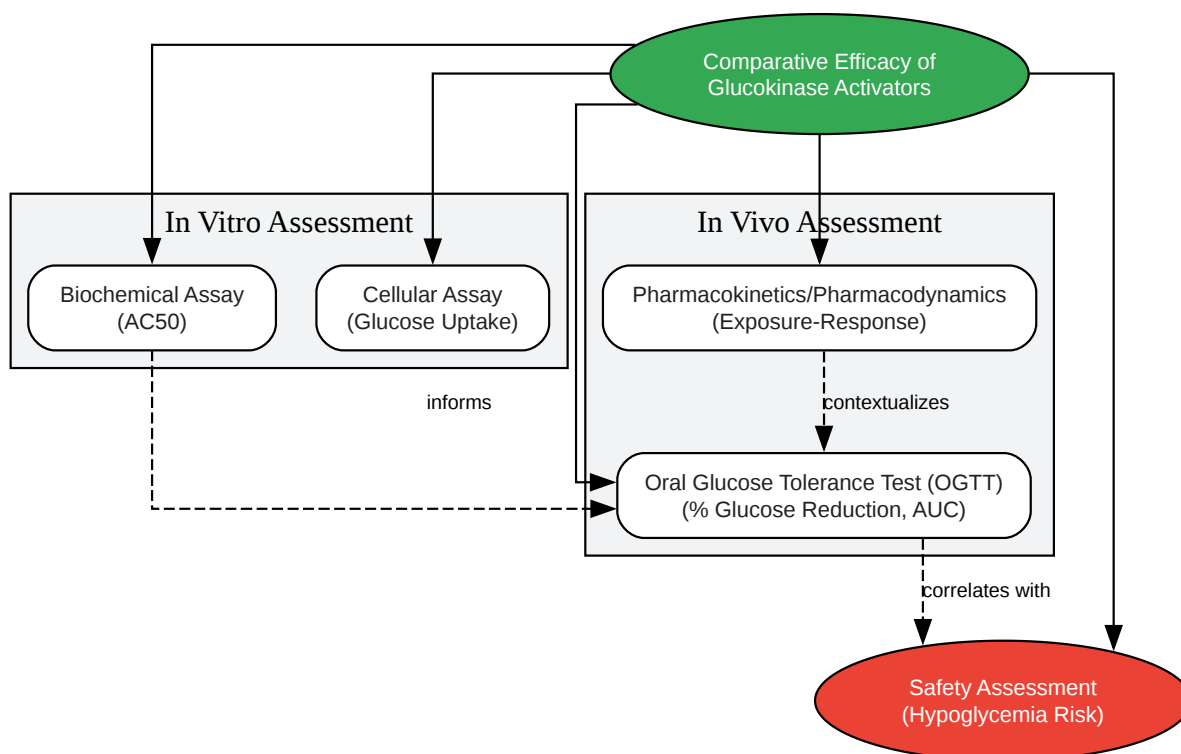 Comparative Efficacy of
Glucokinase Activators
In Vitro Assessment
In Vivo Assessment
Biochemical Assay
(AC50)
Cellular Assay
(Glucose Uptake)
Pharmacokinetics/Pharmacodynamics
(Exposure-Response)
informs
contextualizes
Oral Glucose Tolerance Test (OGTT)
(% Glucose Reduction, AUC)
correlates with
Safety Assessment
(Hypoglycemia Risk)